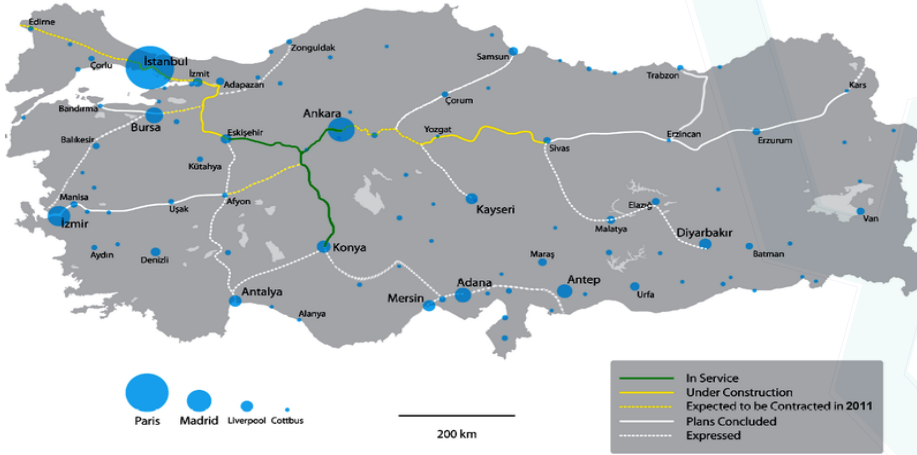 Edirne
Zonguldak
Samsun
Çorlu
İstanbul
İzmit
Adapazarı
Trabzon
Kars
Bandırma
Bursa
Ankara
Çorum
Balıkesir
Eskişehir
Yozgat
Sivas
Erzincan
Erzurum
Kütahya
Manisa
Uşak
Afyon
Kayseri
Elazığ
Malatya
Diyarbakır
Van
İzmir
Aydın
Denizli
Konya
Maraş
Batman
Antalya
Alanya
Mersin
Adana
Antep
Urfa
Paris
Madrid
Liverpool
Cottbus
200 km
In Service
Under Construction
Expected to be Contracted in 2011
Plans Concluded
Expressed